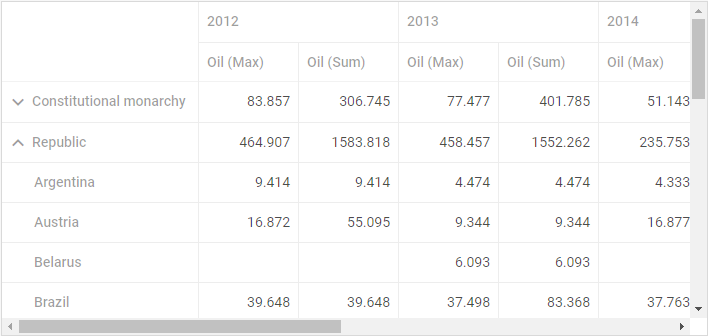 2012 2013 2014
Oil (Max) Oil (Sum) Oil (Max) Oil (Sum) Oil (Max)
Constitutional monarchy 83.857 306.745 77.477 401.785 51.143
Republic 464.907 1583.818 458.457 1552.262 235.753
Argentina 9.414 9.414 4.474 4.474 4.333
Austria 16.872 55.095 9.344 9.344 16.877
Belarus 6.093 6.093
Brazil 39.648 39.648 37.498 83.368 37.763